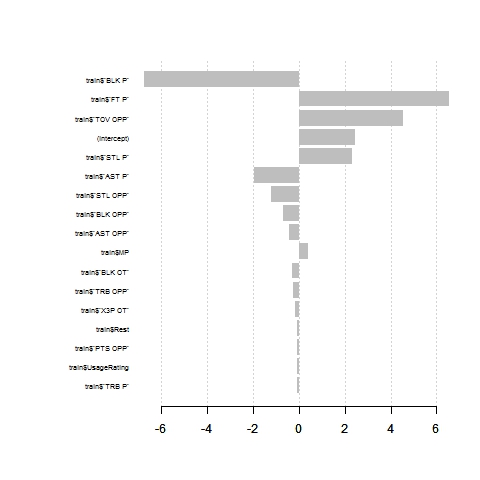 train$`BLK P`
train$`FT P`
train$`TOV OPP`
(Intercept)
train$`STL P`
train$`AST P`
train$`STL OPP`
train$`BLK OPP`
train$`AST OPP`
train$MP
train$`BLK OT`
train$`TRB OPP`
train$`X3P OT`
train$Rest
train$`PTS OPP`
train$UsageRating
train$`TRB P`
-6 -4 -2 0 2 4 6